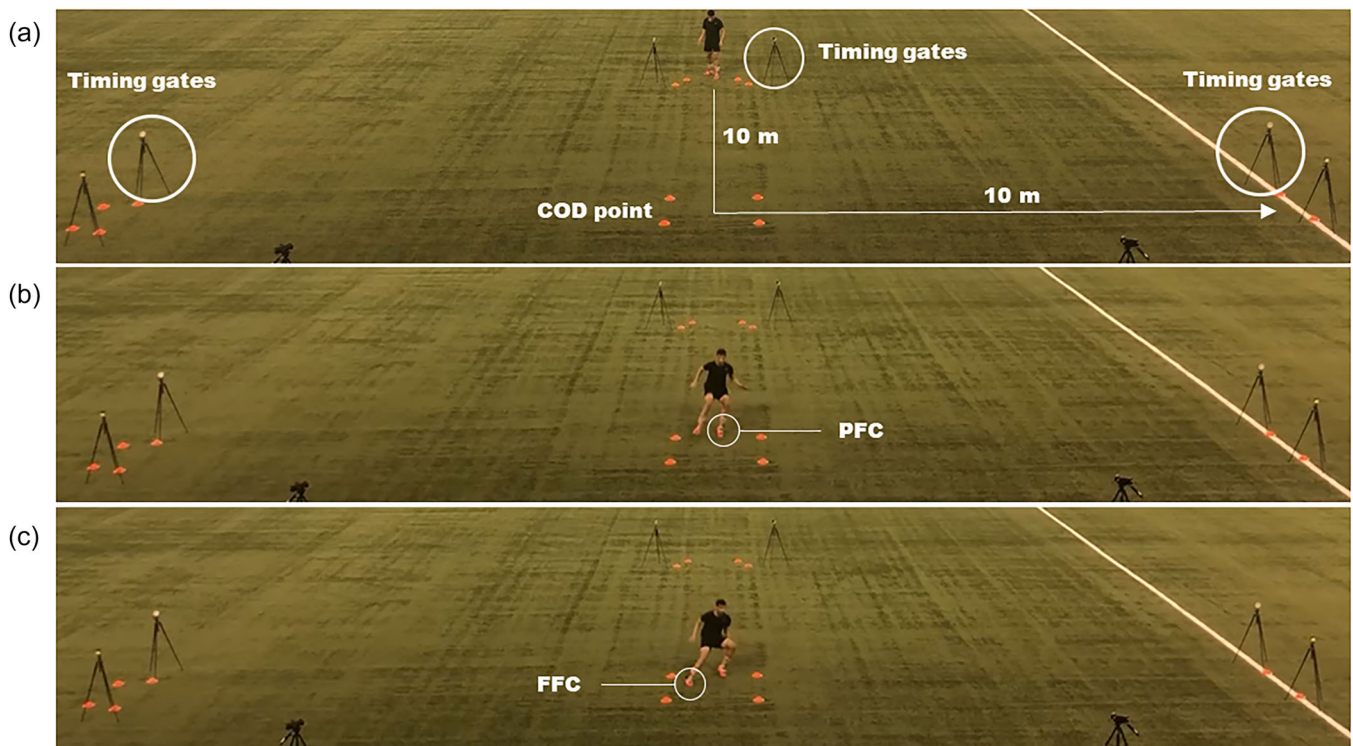 (a)
Timing gates
Timing gates
Timing gates
10 m
10 m
COD point
(b)
PFC
(c)
FFC